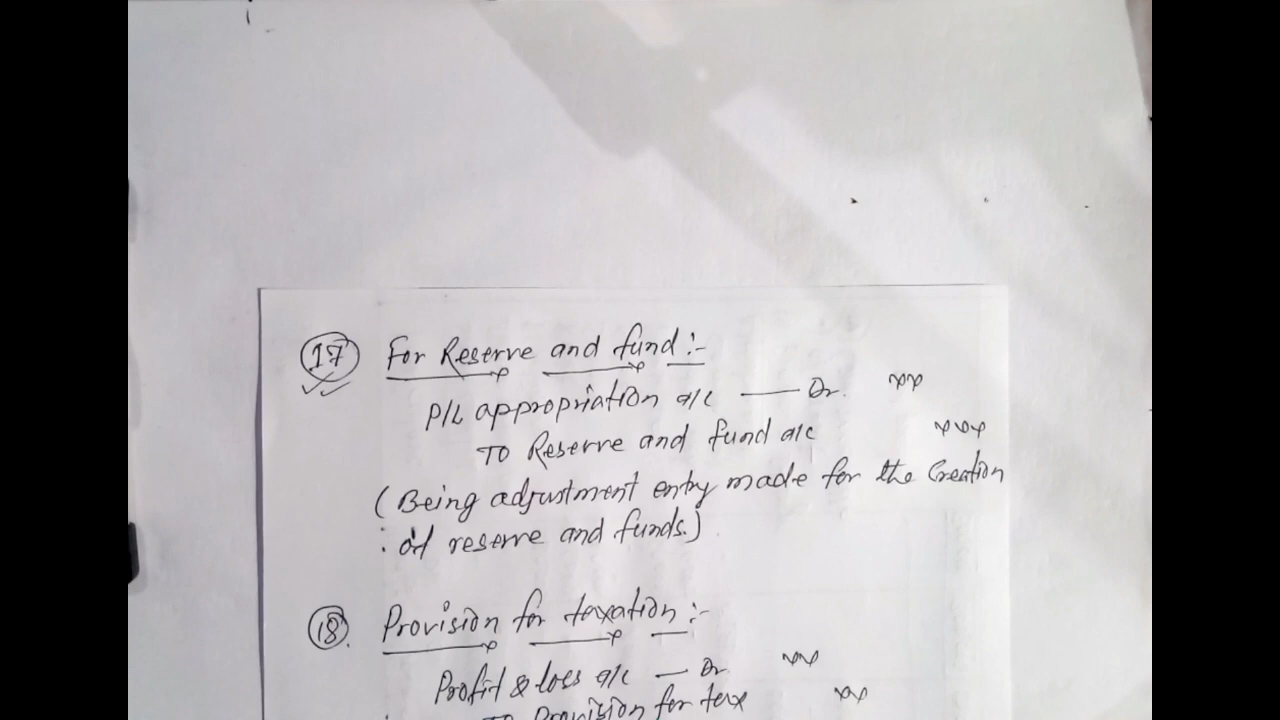 17 For Reserve and fund :-
P/L appropriation a/c —— Dr. xx
To Reserve and fund a/c xxx
(Being adjustment entry made for the Creation
: of reserve and funds.)
18. Provision for taxation :-
Profit & loss a/c — Dr xx
To Provision for tax xx